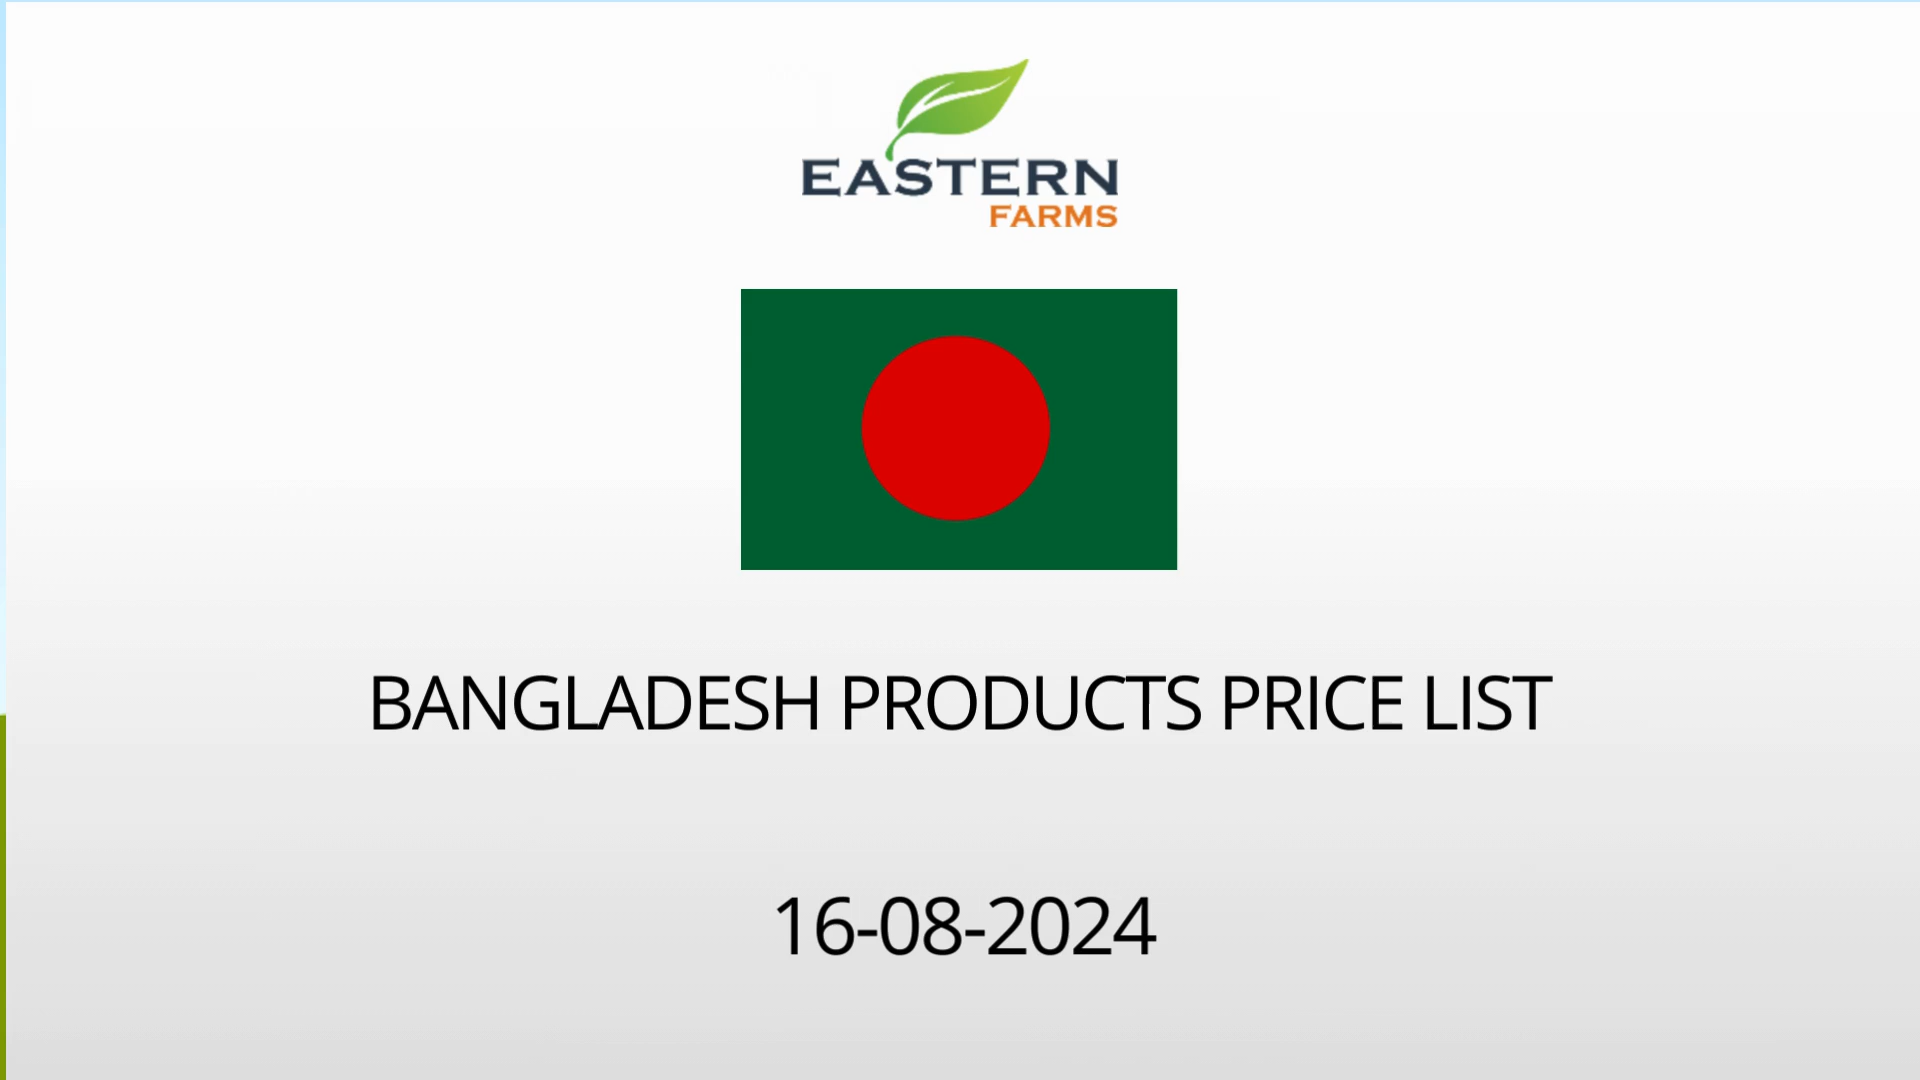 EASTERN
FARMS
BANGLADESH PRODUCTS PRICE LIST
16-08-2024